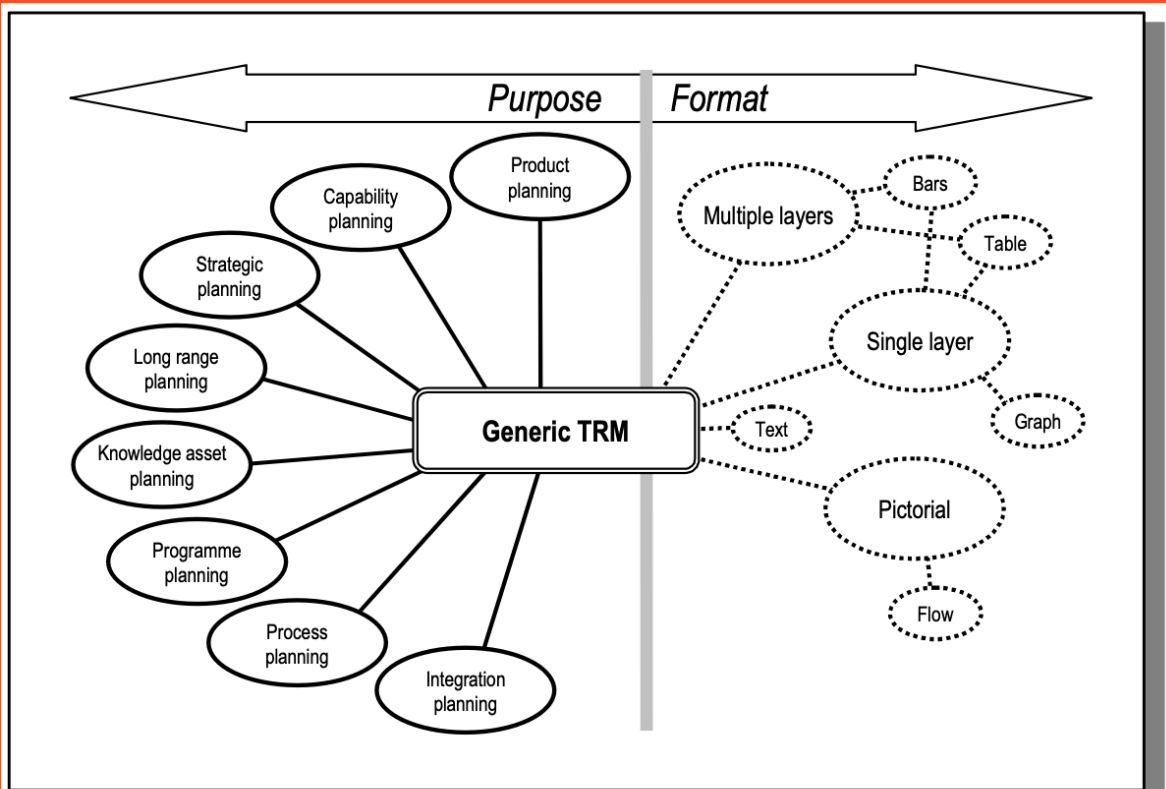 Purpose
Format
Product
planning
Capability
planning
Strategic
planning
Long range
planning
Knowledge asset
planning
Programme
planning
Process
planning
Integration
planning
Generic TRM
Multiple layers
Bars
Table
Single layer
Graph
Text
Pictorial
Flow